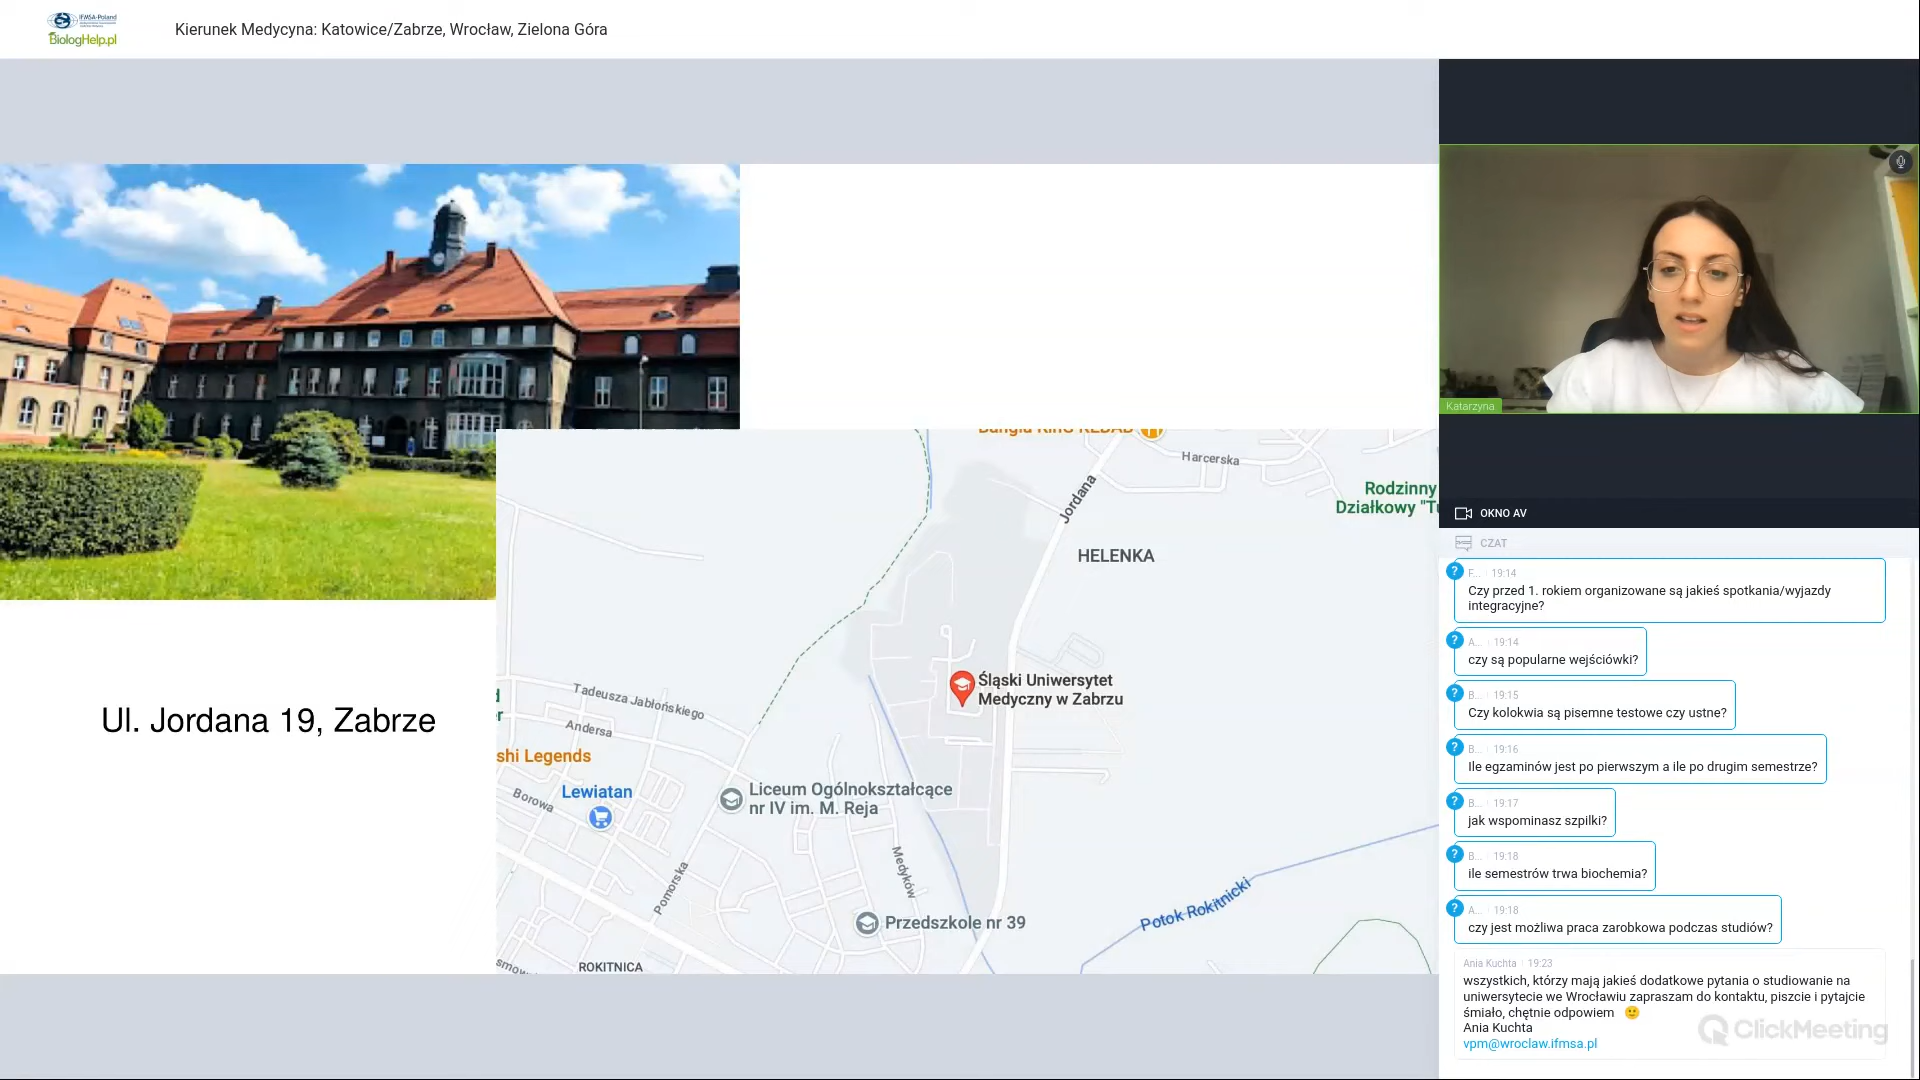 IFMSA-Poland
BiologHelp.pl
Kierunek Medycyna: Katowice/Zabrze, Wrocław, Zielona Góra
Ul. Jordana 19, Zabrze
Harcerska
Jordana
Rodzinny
Działkowy "Tu
HELENKA
Śląski Uniwersytet
Medyczny w Zabrzu
Tadeusza Jabłońskiego
Andersa
shi Legends
Lewiatan
Borowa
Liceum Ogólnokształcące
nr IV im. M. Reja
Pomorska
Medyków
Przedszkole nr 39
Potok Rokitnicki
ROKITNICA
Katarzyna
OKNO AV
CZAT
F... 19:14
Czy przed 1. rokiem organizowane są jakieś spotkania/wyjazdy
integracyjne?
A... 19:14
czy są popularne wejściówki?
B... 19:15
Czy kolokwia są pisemne testowe czy ustne?
B... 19:16
Ile egzaminów jest po pierwszym a ile po drugim semestrze?
B... 19:17
jak wspominasz szpilki?
B... 19:18
ile semestrów trwa biochemia?
A... 19:18
czy jest możliwa praca zarobkowa podczas studiów?
Ania Kuchta 19:23
wszystkich, którzy mają jakieś dodatkowe pytania o studiowanie na
uniwersytecie we Wrocławiu zapraszam do kontaktu, piszcie i pytajcie
śmiało, chętnie odpowiem 🙂
Ania Kuchta
vpm@wroclaw.ifmsa.pl
ClickMeeting